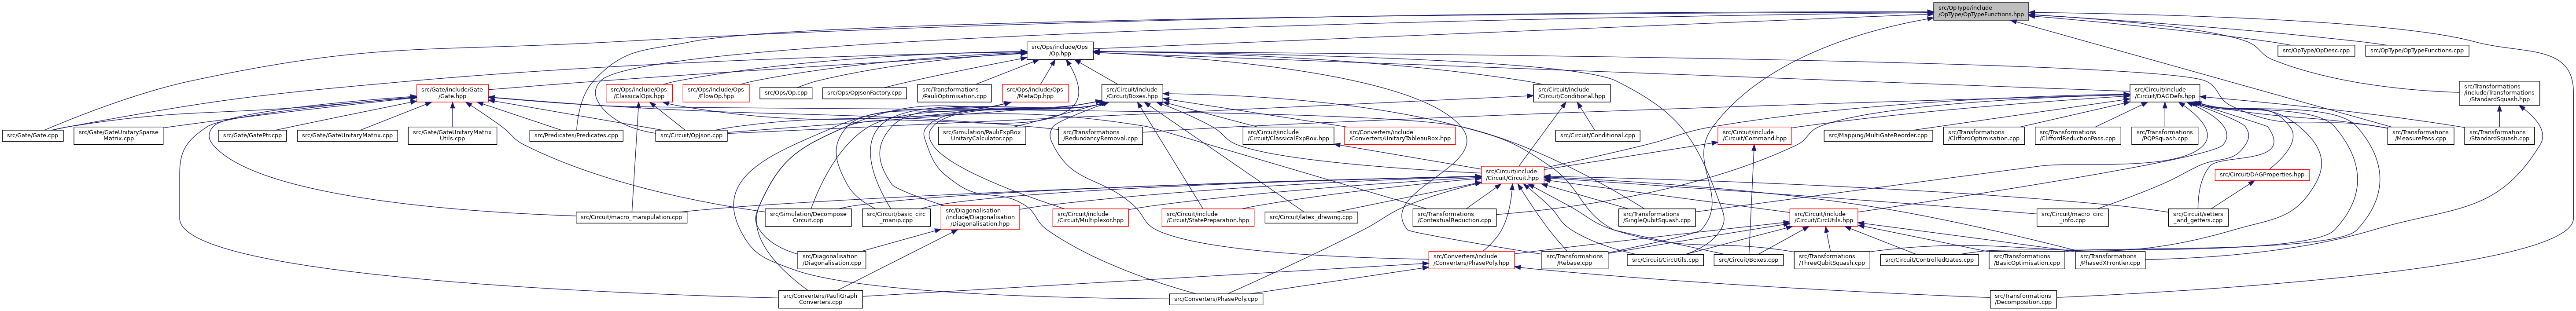 src/OpType/include
/OpType/OpTypeFunctions.hpp
src/Ops/include/Ops
/Op.hpp
src/OpType/OpDesc.cpp
src/OpType/OpTypeFunctions.cpp
src/Gate/include/Gate
/Gate.hpp
src/Ops/include/Ops
/ClassicalOps.hpp
src/Ops/include/Ops
/FlowOp.hpp
src/Ops/Op.cpp
src/Ops/OpJsonFactory.cpp
src/Transformations
/PauliOptimisation.cpp
src/Ops/include/Ops
/MetaOp.hpp
src/Circuit/include
/Circuit/Boxes.hpp
src/Circuit/include
/Circuit/Conditional.hpp
src/Circuit/include
/Circuit/DAGDefs.hpp
src/Transformations
/include/Transformations
/StandardSquash.hpp
src/Gate/Gate.cpp
src/Gate/GateUnitarySparse
Matrix.cpp
src/Gate/GatePtr.cpp
src/Gate/GateUnitaryMatrix.cpp
src/Gate/GateUnitaryMatrix
Utils.cpp
src/Predicates/Predicates.cpp
src/Circuit/OpJson.cpp
src/Simulation/PauliExpBox
UnitaryCalculator.cpp
src/Transformations
/RedundancyRemoval.cpp
src/Circuit/include
/Circuit/ClassicalExpBox.hpp
src/Converters/include
/Converters/UnitaryTableauBox.hpp
src/Circuit/Conditional.cpp
src/Circuit/include
/Circuit/Command.hpp
src/Mapping/MultiGateReorder.cpp
src/Transformations
/CliffordOptimisation.cpp
src/Transformations
/CliffordReductionPass.cpp
src/Transformations
/PQPSquash.cpp
src/Transformations
/MeasurePass.cpp
src/Transformations
/StandardSquash.cpp
src/Circuit/include
/Circuit/Circuit.hpp
src/Circuit/DAGProperties.hpp
src/Circuit/macro_manipulation.cpp
src/Simulation/Decompose
Circuit.cpp
src/Circuit/basic_circ
_manip.cpp
src/Diagonalisation
/include/Diagonalisation
/Diagonalisation.hpp
src/Circuit/include
/Circuit/Multiplexor.hpp
src/Circuit/include
/Circuit/StatePreparation.hpp
src/Circuit/latex_drawing.cpp
src/Transformations
/ContextualReduction.cpp
src/Transformations
/SingleQubitSquash.cpp
src/Circuit/include
/Circuit/CircUtils.hpp
src/Circuit/macro_circ
_info.cpp
src/Circuit/setters
_and_getters.cpp
src/Diagonalisation
/Diagonalisation.cpp
src/Converters/include
/Converters/PhasePoly.hpp
src/Transformations
/Rebase.cpp
src/Circuit/CircUtils.cpp
src/Circuit/Boxes.cpp
src/Transformations
/ThreeQubitSquash.cpp
src/Circuit/ControlledGates.cpp
src/Transformations
/BasicOptimisation.cpp
src/Transformations
/PhasedXFrontier.cpp
src/Converters/PauliGraph
Converters.cpp
src/Converters/PhasePoly.cpp
src/Transformations
/Decomposition.cpp